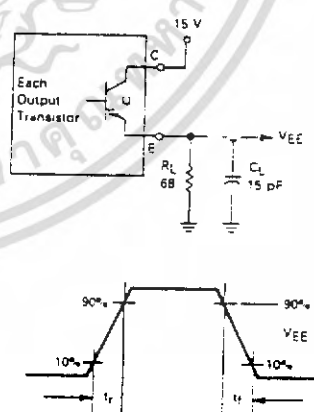 15 V
C
Each
Output
Transistor
Q
E
VEE
RL
68
CL
15 pF
90%
90%
VEE
10%
10%
tr
tf